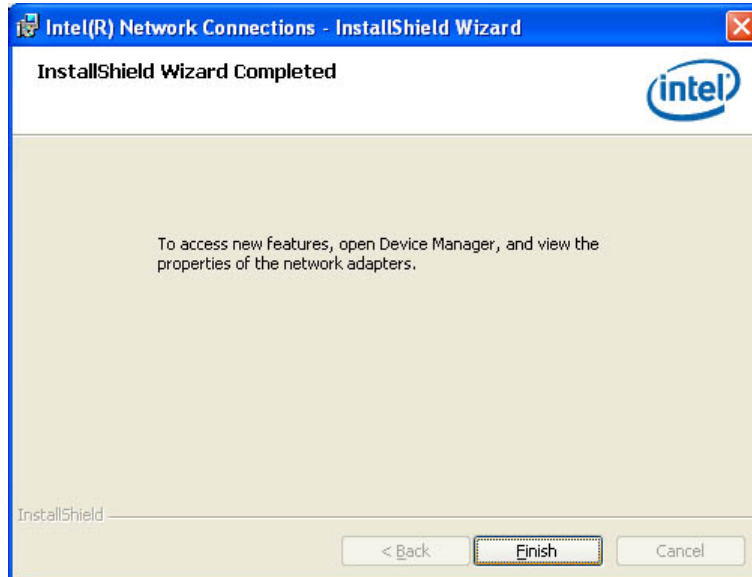 Intel(R) Network Connections - InstallShield Wizard
InstallShield Wizard Completed
intel
To access new features, open Device Manager, and view the
properties of the network adapters.
InstallShield
< Back
Finish
Cancel